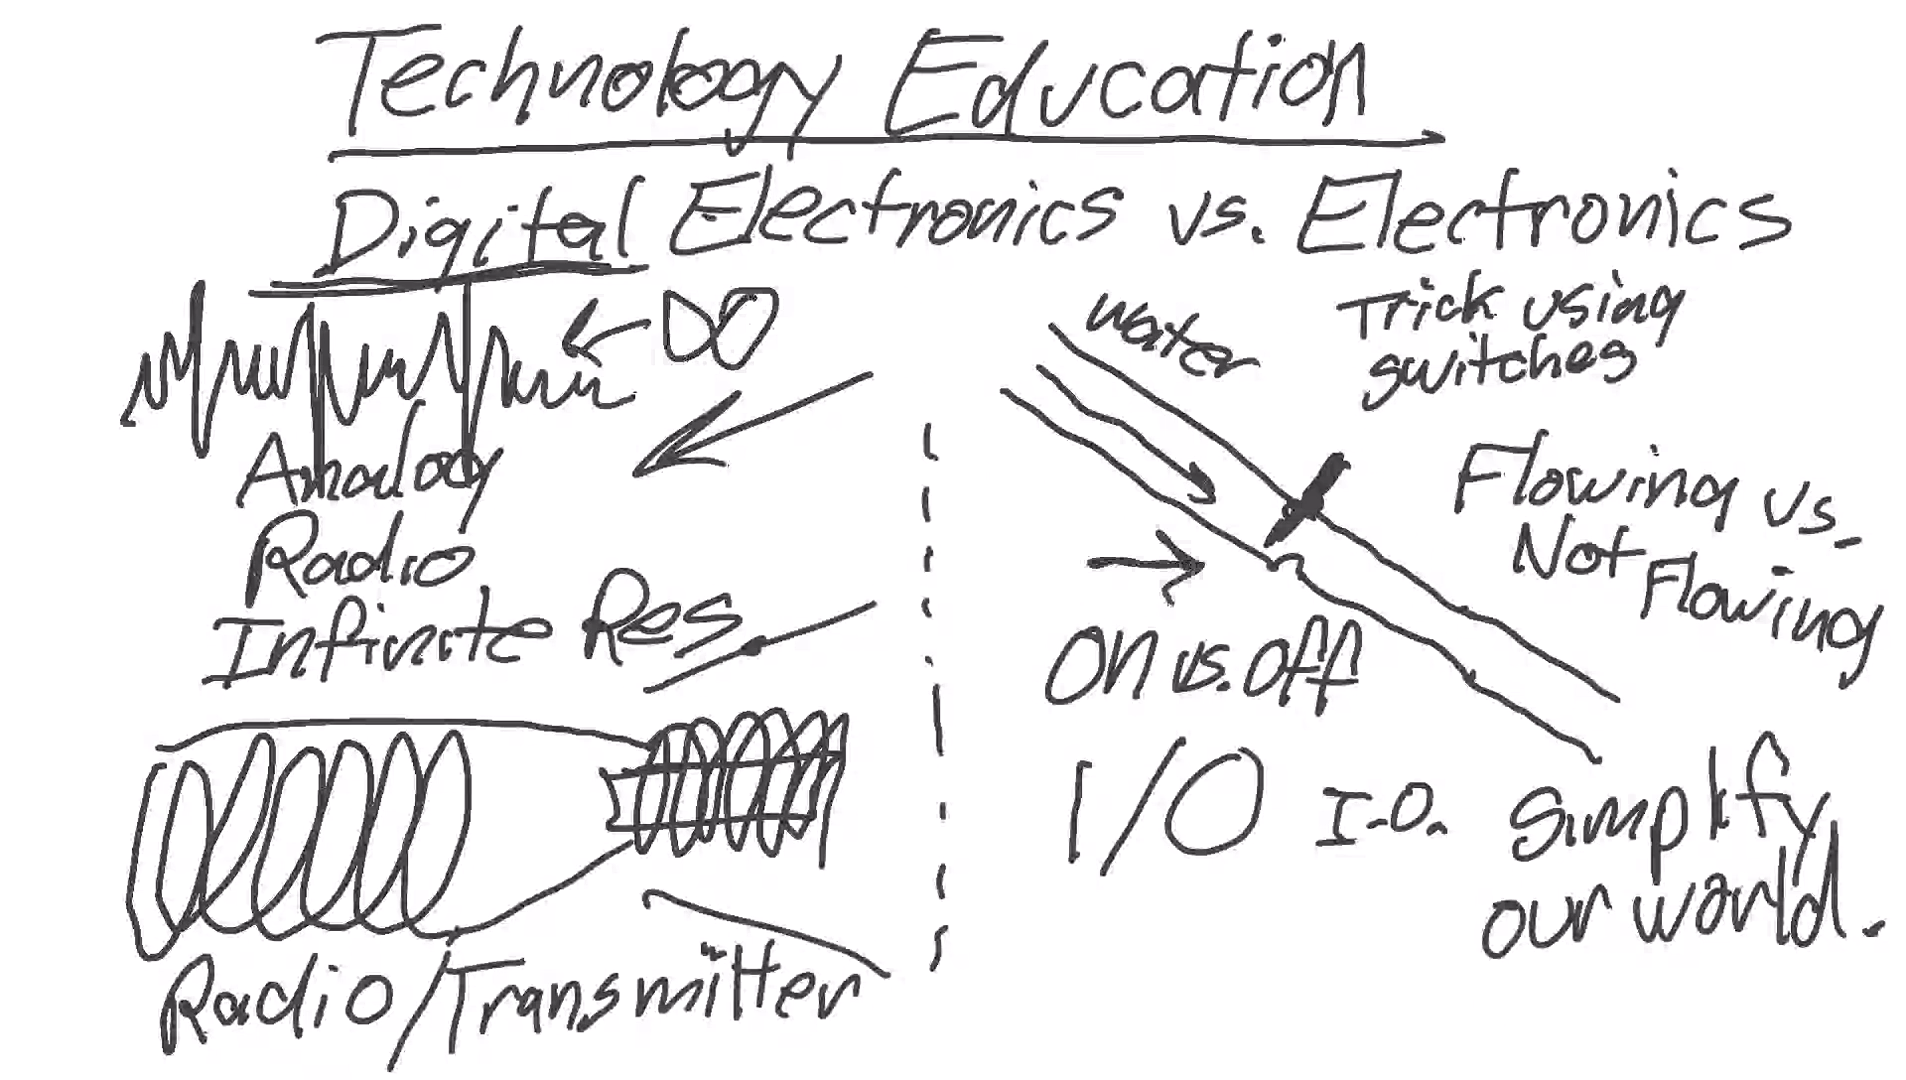 Technology Education
Digital Electronics vs. Electronics
Analog
Radio
Infinite Res.
Radio/Transmitter
water
Trick using
switches
Flowing vs.
Not Flowing
On vs. Off
1/0 I.O.
Simplify
our world.